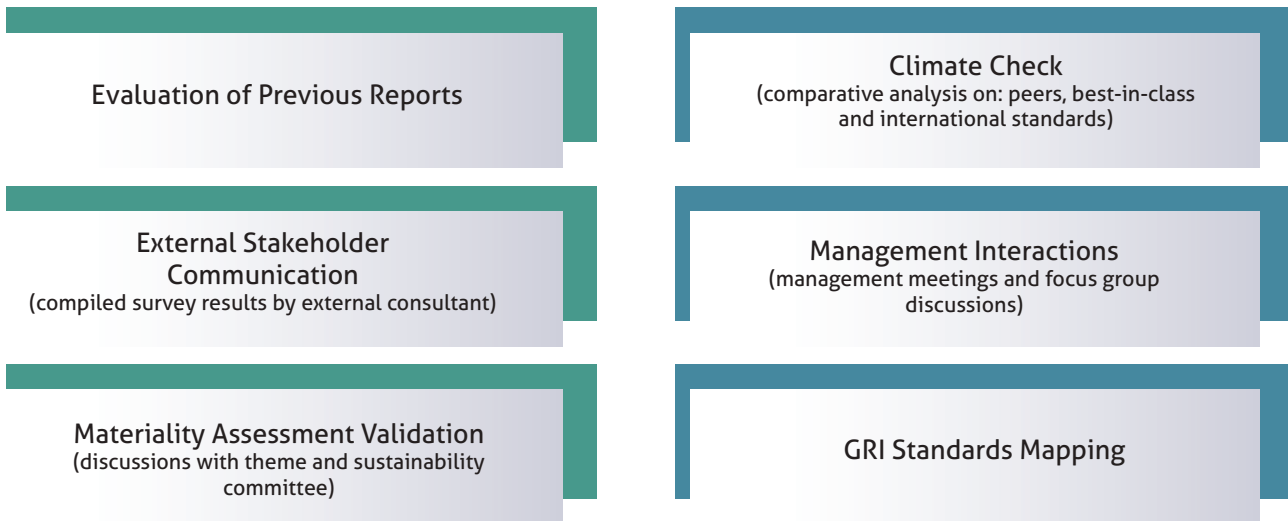 Evaluation of Previous Reports
Climate Check
(comparative analysis on: peers, best-in-class
and international standards)
External Stakeholder
Communication
(compiled survey results by external consultant)
Management Interactions
(management meetings and focus group
discussions)
Materiality Assessment Validation
(discussions with theme and sustainability
committee)
GRI Standards Mapping